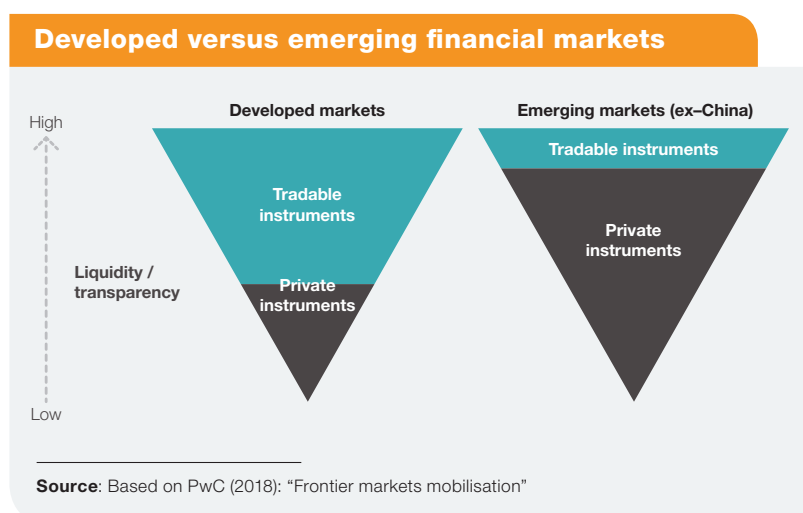 Developed versus emerging financial markets
Developed markets
Emerging markets (ex–China)
High
Tradable instruments
Tradable
instruments
Private
instruments
Liquidity /
transparency
Private
instruments
Low
Source: Based on PwC (2018): “Frontier markets mobilisation”